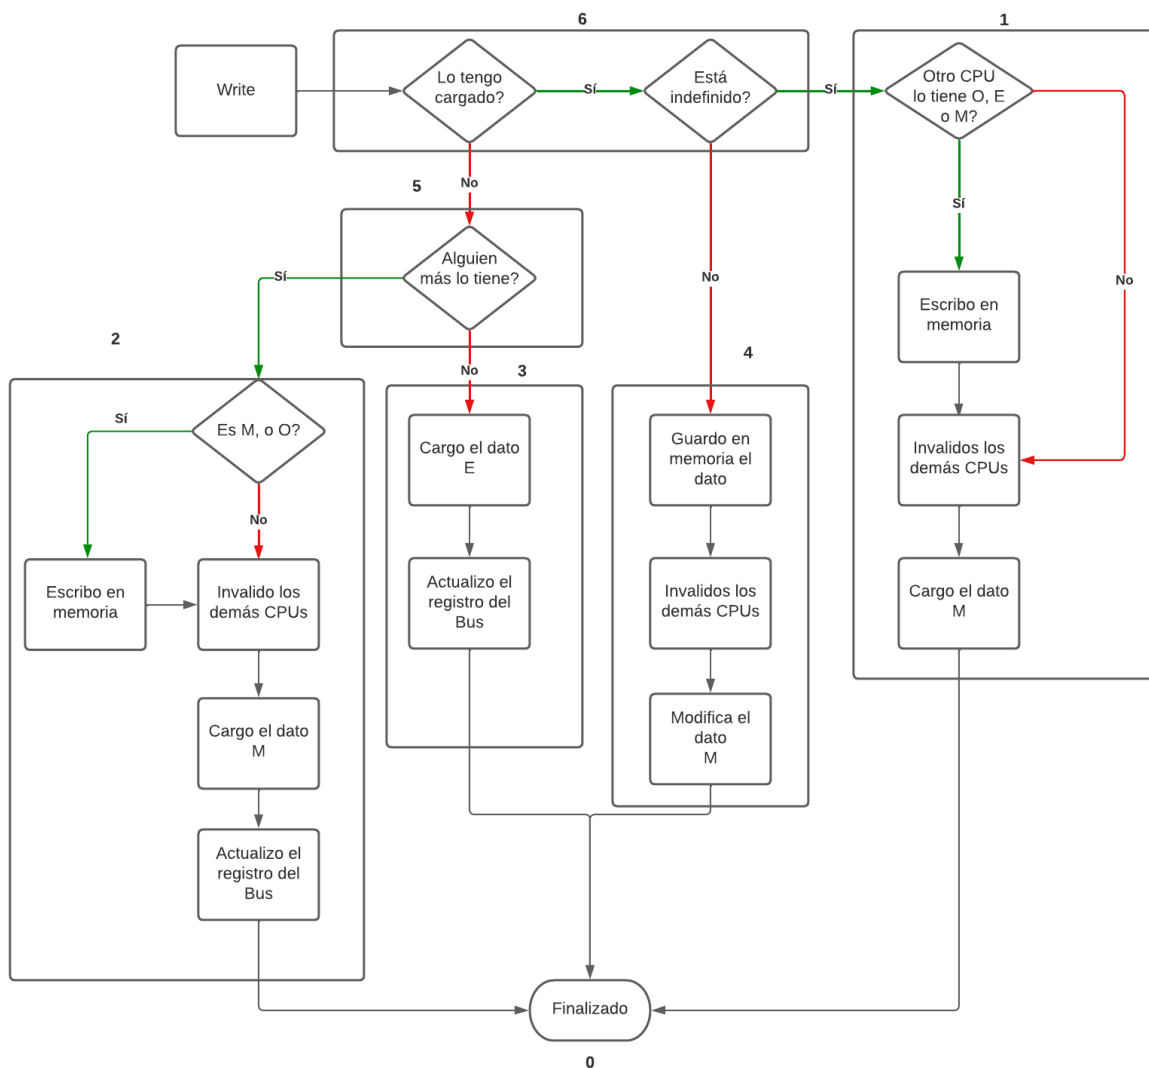 6
1
Write
Lo tengo
cargado?
Sí
Está
indefinido?
Sí
Otro CPU
lo tiene O, E
o M?
No
5
Sí
Alguien
más lo tiene?
Sí
No
No
Escribo en
memoria
2
No
3
4
Sí
Es M, o O?
Cargo el dato
E
Guardo en
memoria el
dato
Invalidos los
demás CPUs
No
Escribo en
memoria
Invalido los
demás CPUs
Actualizo el
registro del
Bus
Invalidos los
demás CPUs
Cargo el dato
M
Cargo el dato
M
Modifica el
dato
M
Actualizo el
registro del
Bus
Finalizado
0